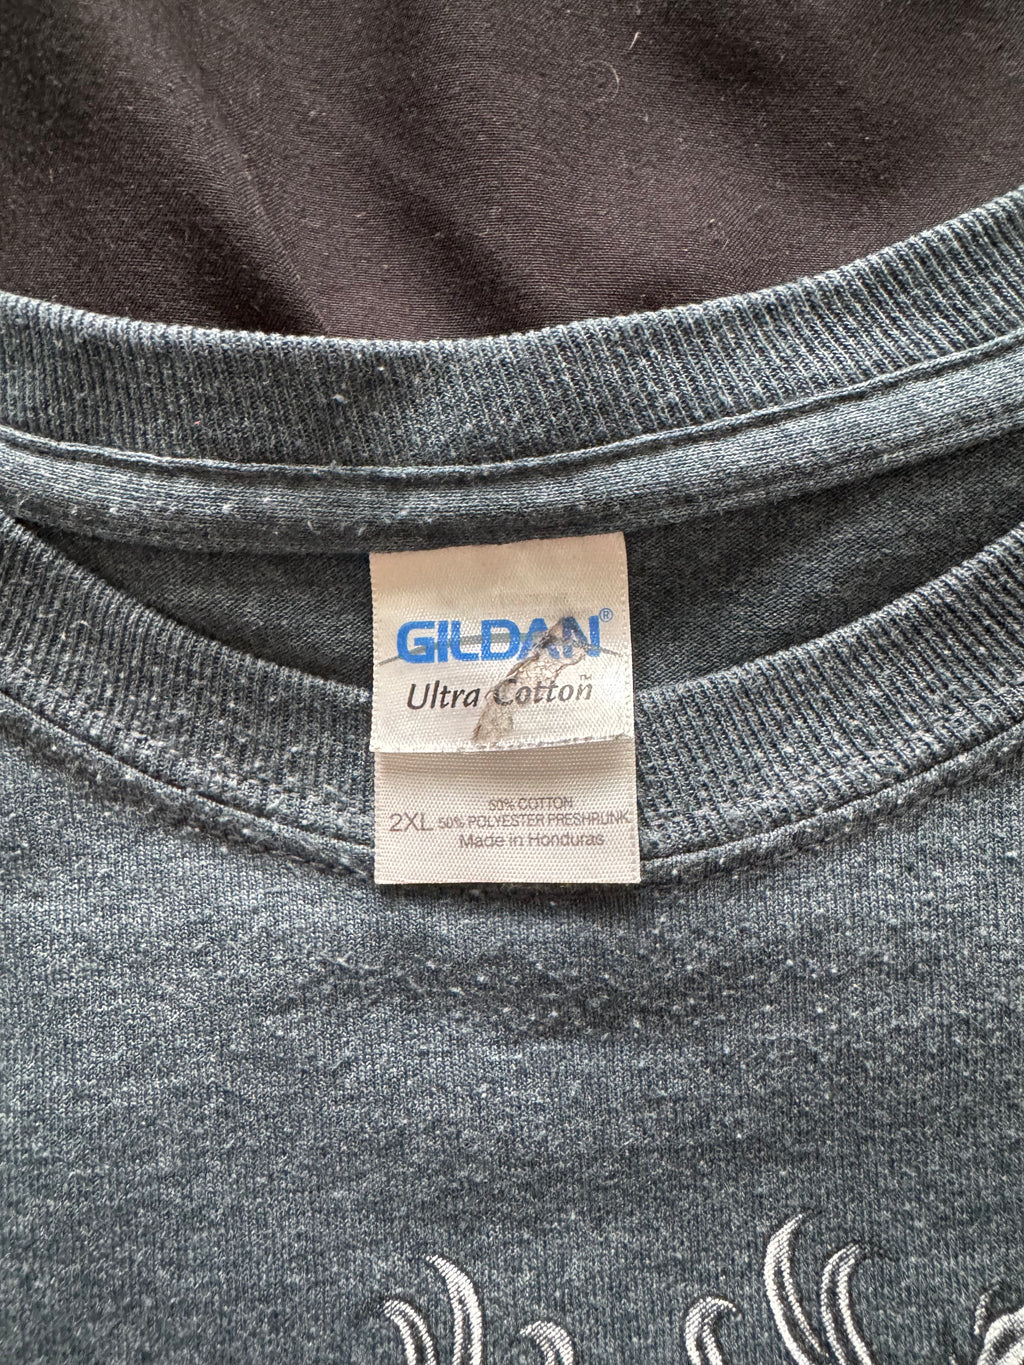 GILDAN®
Ultra Cotton™
50% COTTON
2XL 50% POLYESTER PRESHRUNK
Made in Honduras